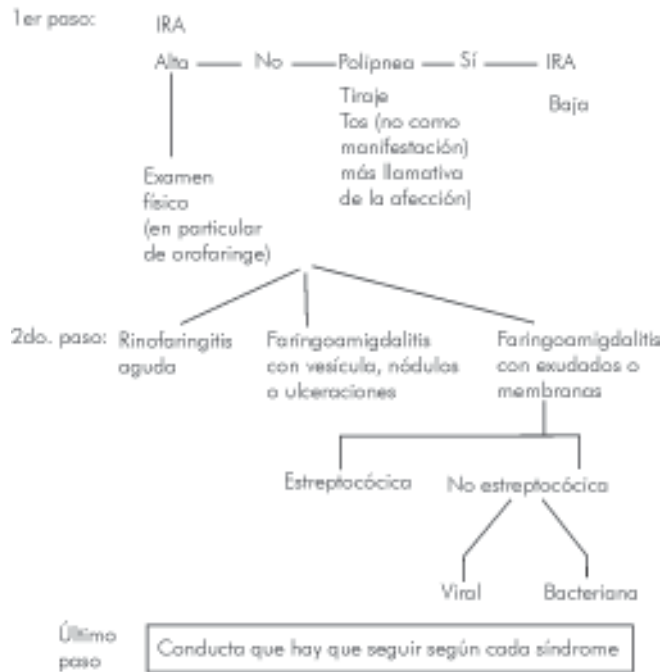 1er paso:
IRA
Alta No Polipnea Sí IRA
Baja
Tiraje
Tos (no como
manifestación)
más llamativa
de la afección)
Examen
físico
(en particular
de orofaringe)
2do. paso:
Rinofaringitis
aguda
Faringoamigdalitis
con vesícula, nódulos
o ulceraciones
Faringoamigdalitis
con exudados o
membranas
Estreptocócica
No estreptocócica
Viral
Bacteriana
Último
paso
Conducta que hay que seguir según cada síndrome